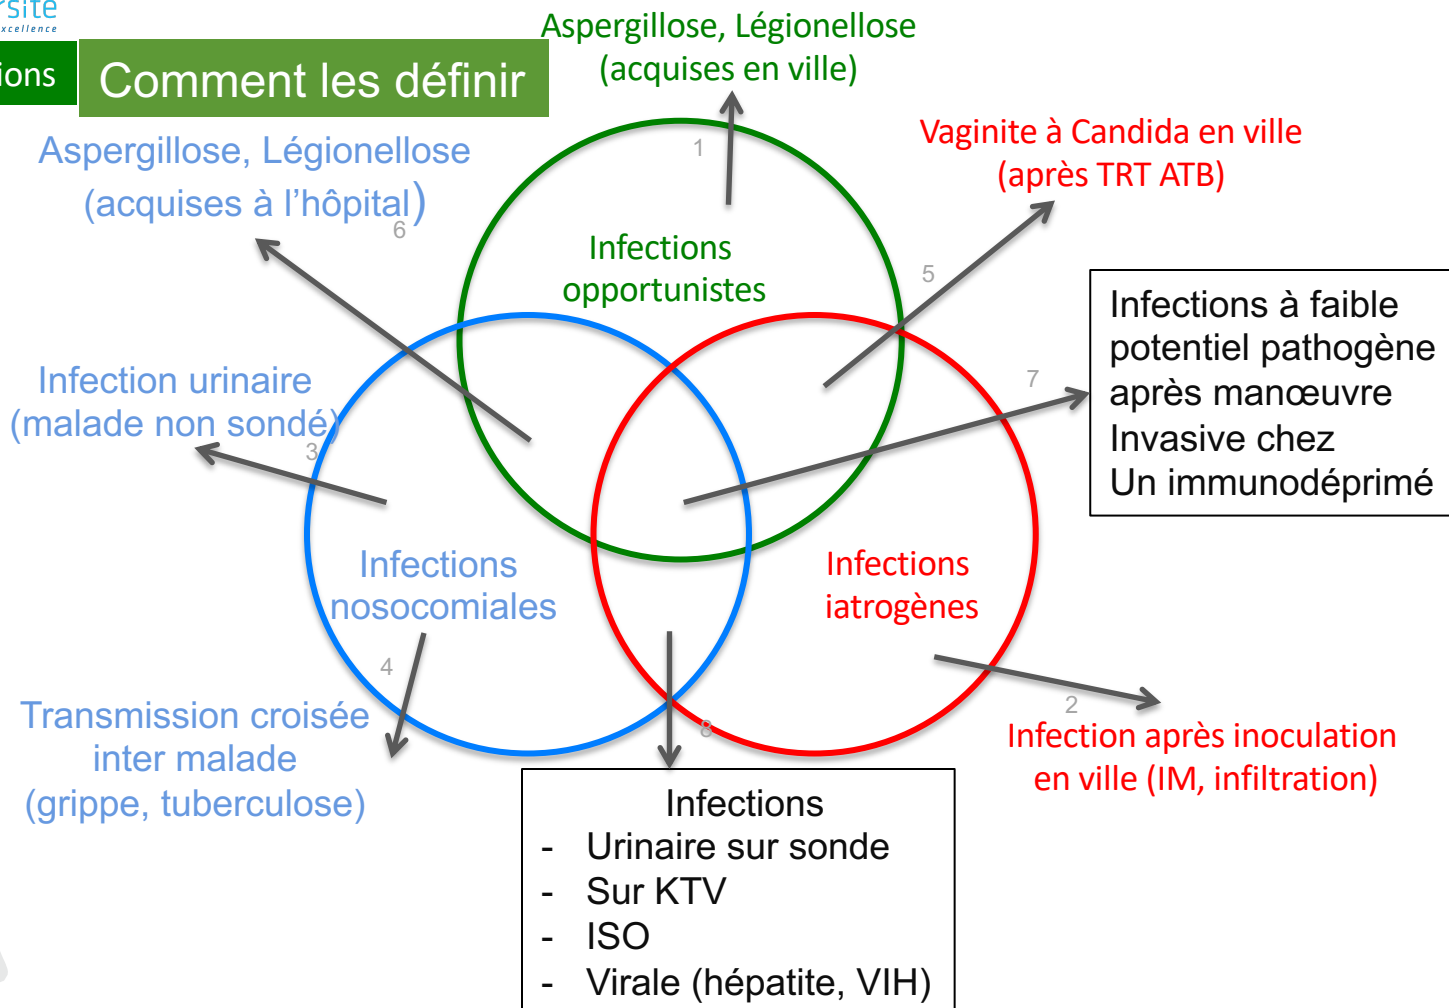 excellence
Comment les définir
Aspergillose, Légionellose
(acquises en ville)
1
Aspergillose, Légionellose
(acquises à l'hôpital)
6
Vaginite à Candida en ville
(après TRT ATB)
5
Infections
opportunistes
Infections à faible
potentiel pathogène
après manœuvre
Invasive chez
Un immunodéprimé
7
Infection urinaire
(malade non sondé)
3
Infections
nosocomiales
Infections
iatrogènes
4
Transmission croisée
inter malade
(grippe, tuberculose)
2
Infection après inoculation
en ville (IM, infiltration)
8
Infections
- Urinaire sur sonde
- Sur KTV
- ISO
- Virale (hépatite, VIH)